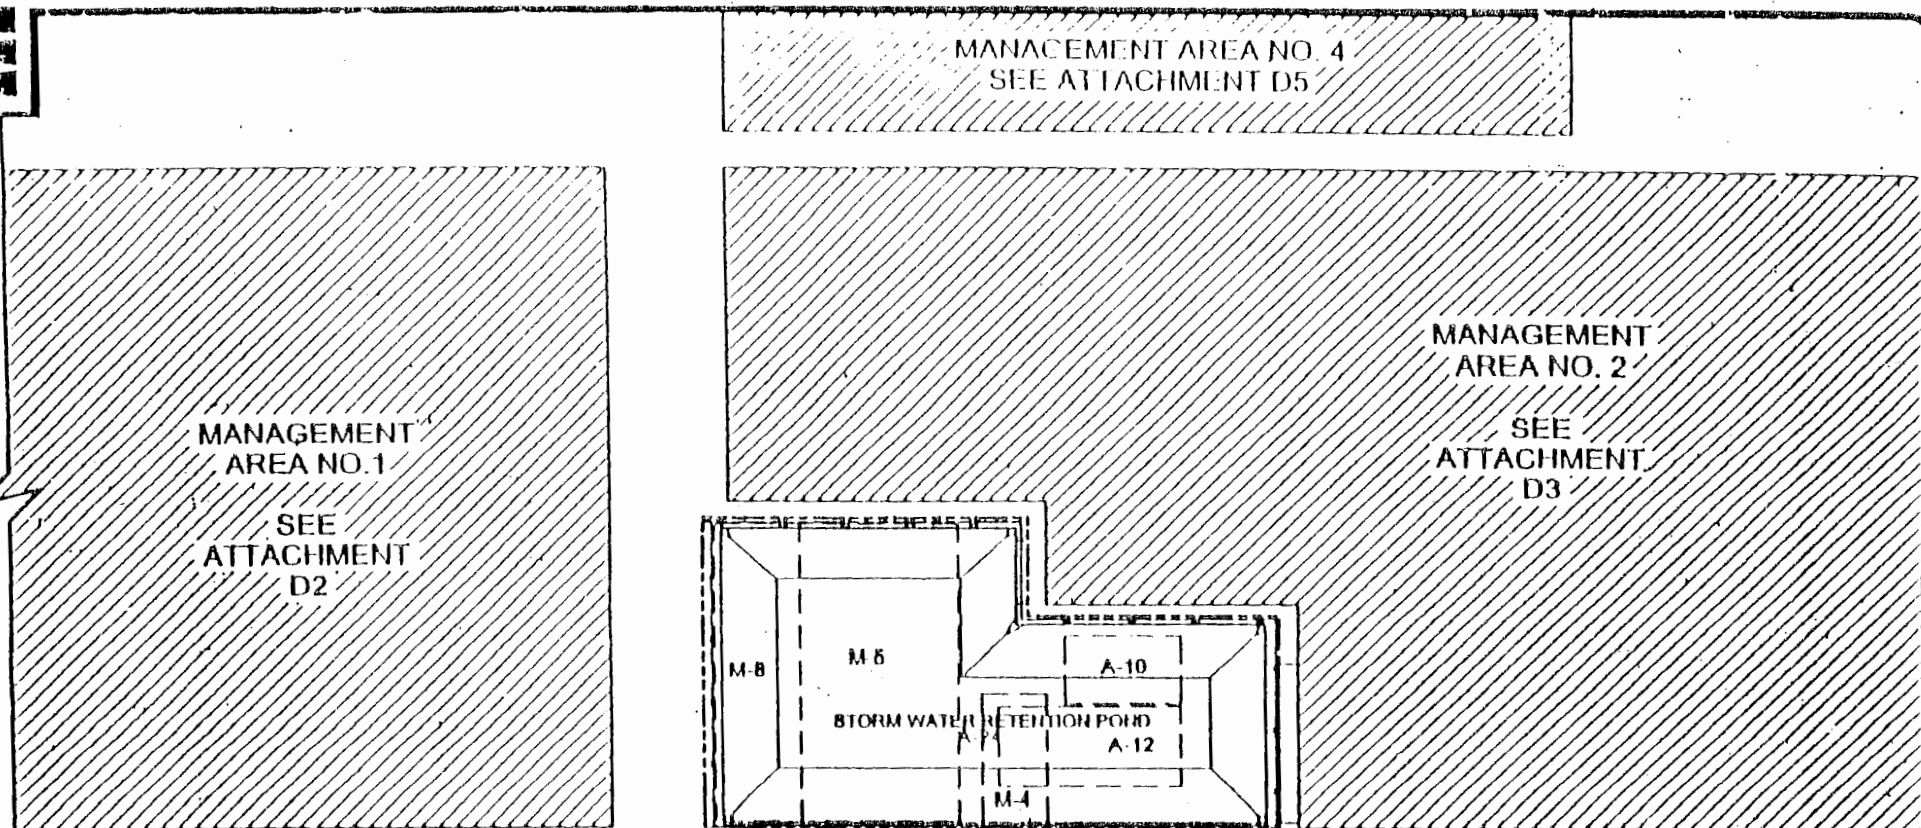 MANAGEMENT AREA NO. 4
SEE ATTACHMENT D5
MANAGEMENT
AREA NO. 2
SEE
ATTACHMENT
D3
MANAGEMENT
AREA NO.1
SEE
ATTACHMENT
D2
M-8
M-6
A-10
STORM WATER RETENTION POND
A-12
M-4